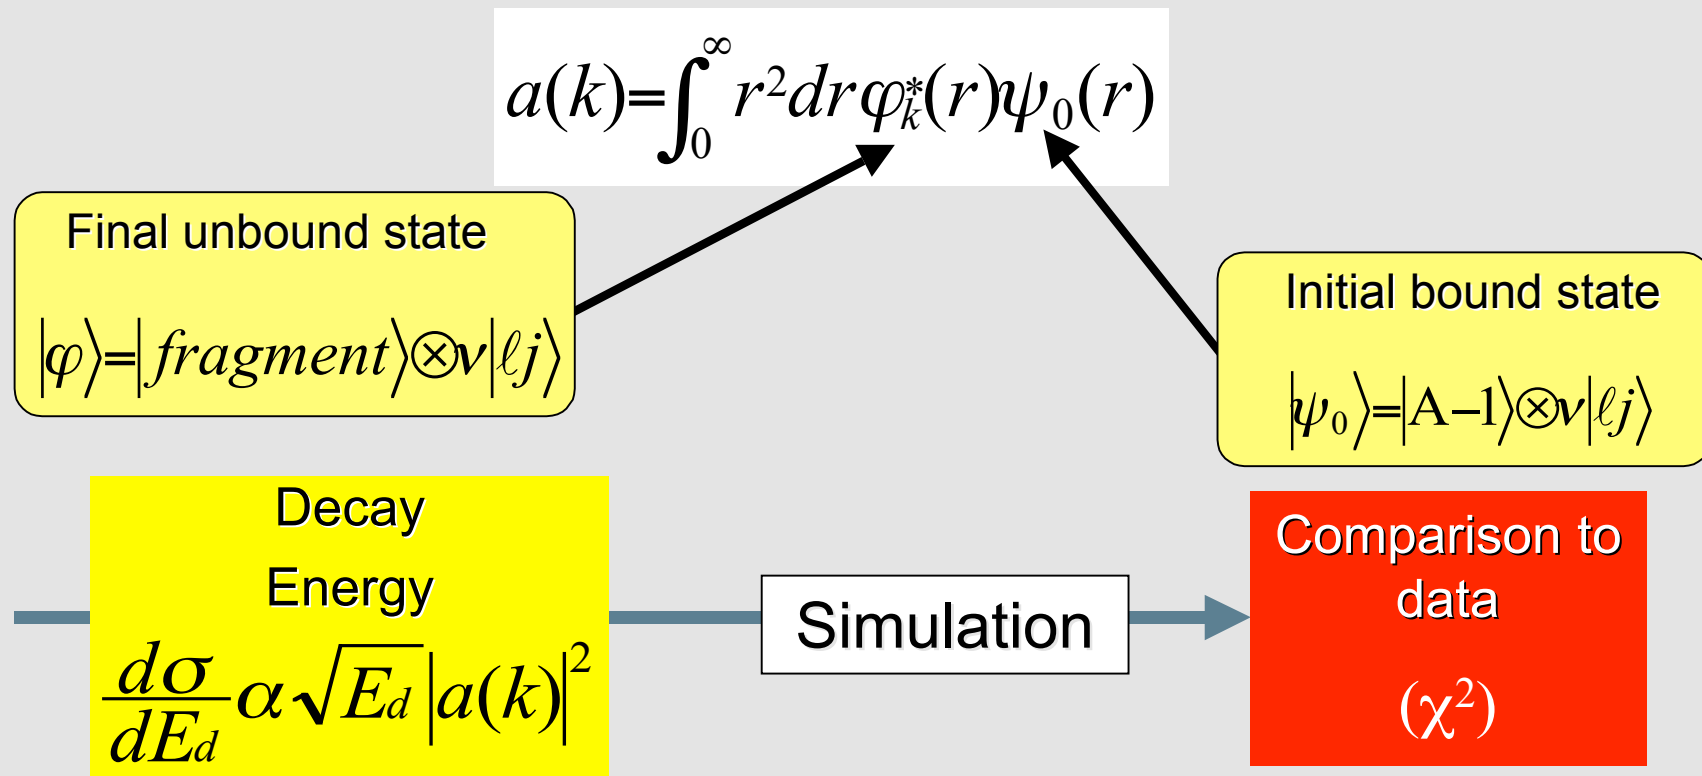 a(k)=∫₀^∞ r²drφₖ*(r)ψ₀(r)
Final unbound state
|φ⟩=|fragment⟩⊗ν|ℓj⟩
Initial bound state
|ψ₀⟩=|A−1⟩⊗ν|ℓj⟩
Decay
Energy
dσ/dE_d α √E_d |a(k)|²
Simulation
Comparison to
data
(χ²)